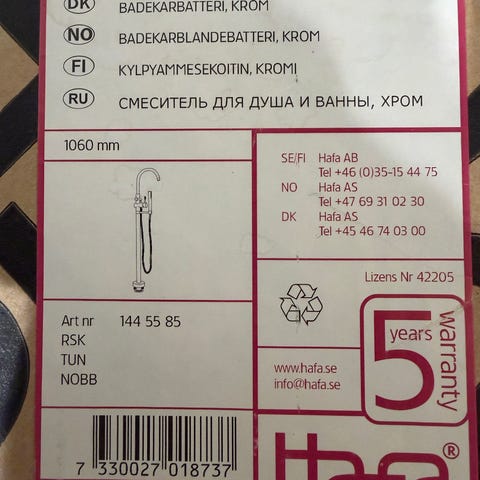 DK BADEKARBATTERI, KROM
NO BADEKARBLANDEBATTERI, KROM
FI KYLPYAMMESEKOITIN, KROMI
RU СМЕСИТЕЛЬ ДЛЯ ДУША И ВАННЫ, ХРОМ
1060 mm
SE/FI Hafa AB
Tel +46 (0)35-15 44 75
NO Hafa AS
Tel +47 69 31 02 30
DK Hafa AS
Tel +45 46 74 03 00
Lizens Nr 42205
Art nr 144 55 85
RSK
TUN
NOBB
www.hafa.se
info@hafa.se
5 years warranty
7 330027 018737
Hafa®